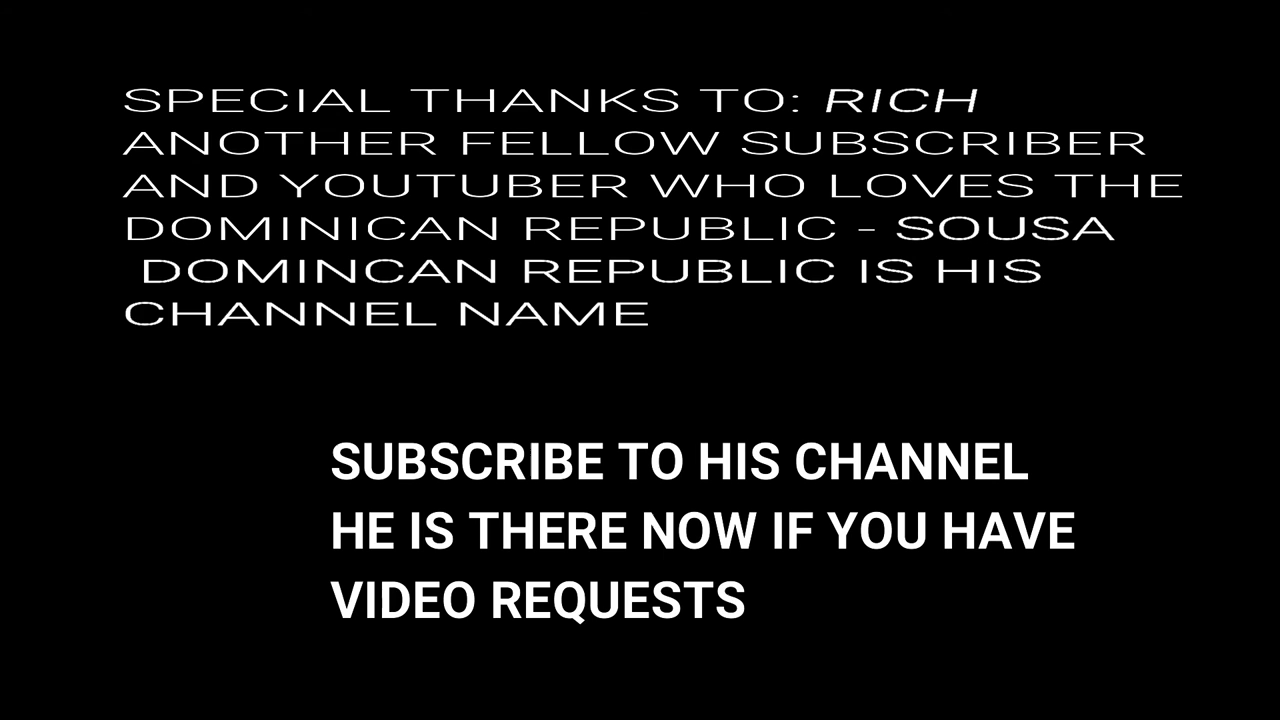 SPECIAL THANKS TO: RICH
ANOTHER FELLOW SUBSCRIBER
AND YOUTUBER WHO LOVES THE
DOMINICAN REPUBLIC - SOUSA
DOMINCAN REPUBLIC IS HIS
CHANNEL NAME
SUBSCRIBE TO HIS CHANNEL
HE IS THERE NOW IF YOU HAVE
VIDEO REQUESTS